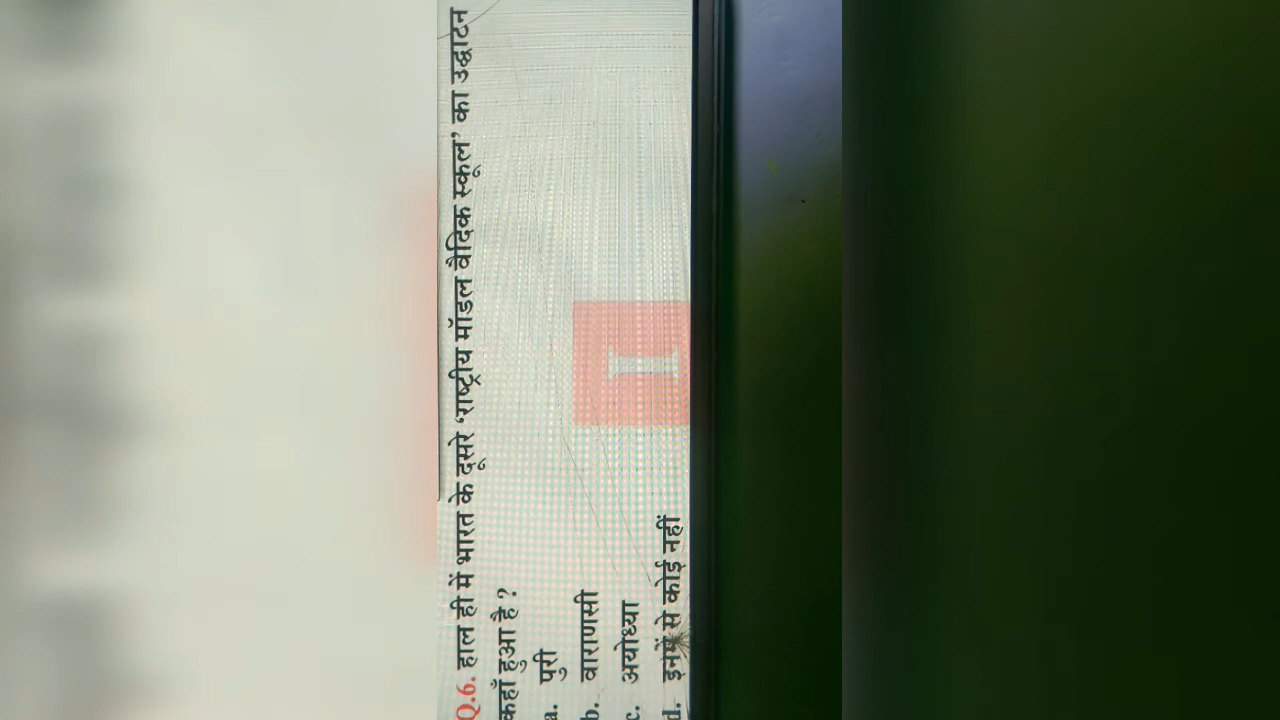 Q.6. हाल ही में भारत के दूसरे ‘राष्ट्रीय मॉडल वैदिक स्कूल’ का उद्घाटन
कहाँ हुआ है ?
a. पुरी
b. वाराणसी
c. अयोध्या
d. इनमें से कोई नहीं
I